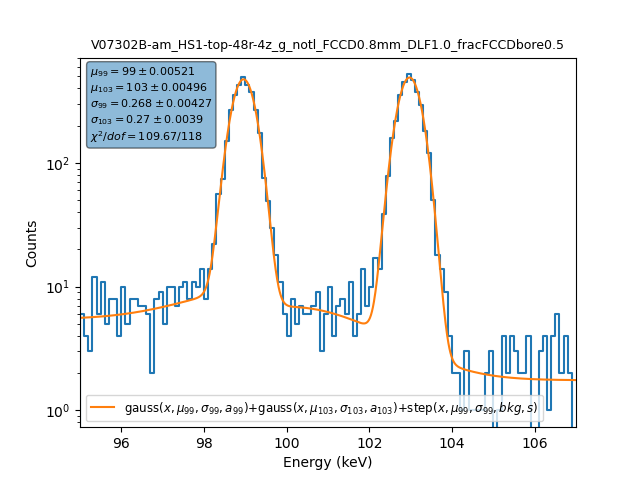 V07302B-am_HS1-top-48r-4z_g_notl_FCCD0.8mm_DLF1.0_fracFCCDbore0.5
μ₉₉ = 99 ± 0.00521
μ₁₀₃ = 103 ± 0.00496
σ₉₉ = 0.268 ± 0.00427
σ₁₀₃ = 0.27 ± 0.0039
χ²/dof = 109.67/118
10²
10¹
10⁰
Counts
gauss(x, μ₉₉, σ₉₉, a₉₉)+gauss(x, μ₁₀₃, σ₁₀₃, a₁₀₃)+step(x, μ₉₉, σ₉₉, bkg, s)
96 98 100 102 104 106
Energy (keV)